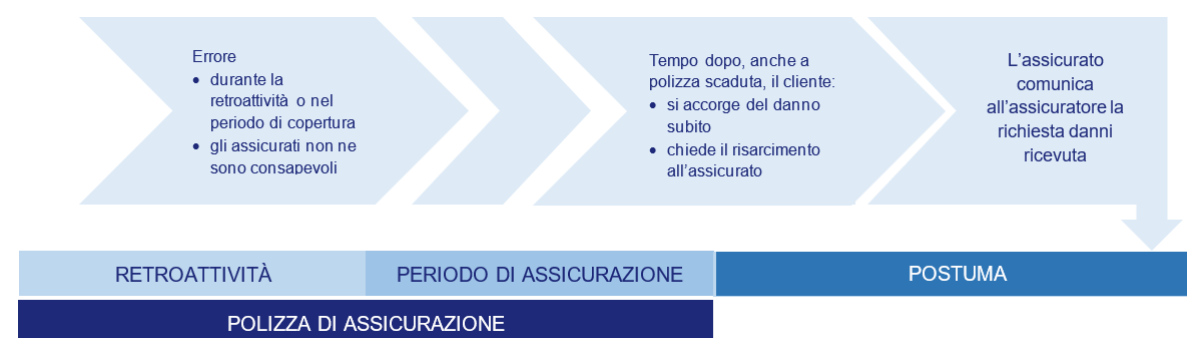 Errore
• durante la
retroattività o nel
periodo di copertura
• gli assicurati non ne
sono consapevoli
Tempo dopo, anche a
polizza scaduta, il cliente:
• si accorge del danno
subito
• chiede il risarcimento
all'assicurato
L'assicurato
comunica
all'assicuratore la
richiesta danni
ricevuta
RETROATTIVITÀ
PERIODO DI ASSICURAZIONE
POSTUMA
POLIZZA DI ASSICURAZIONE